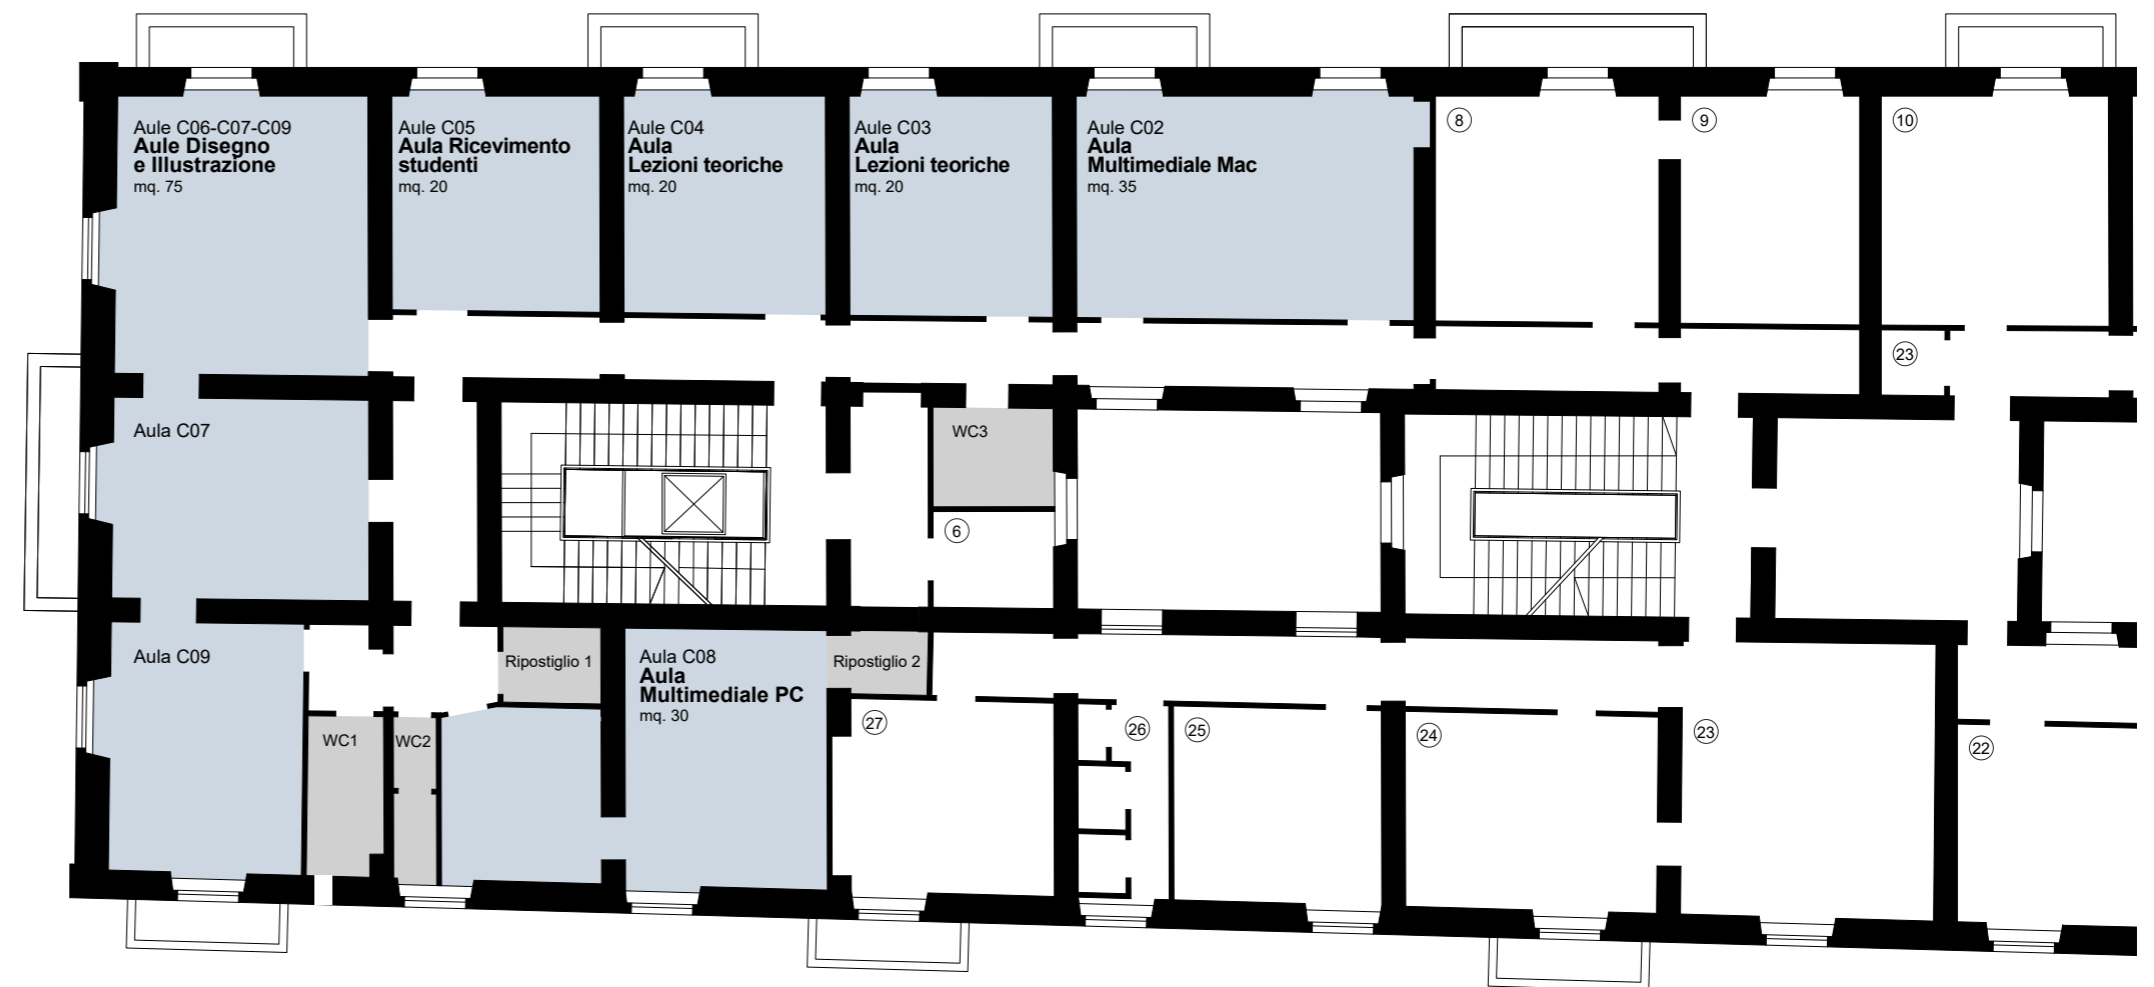 Aule C06-C07-C09
Aule Disegno
e Illustrazione
mq. 75
Aule C05
Aula Ricevimento
studenti
mq. 20
Aule C04
Aula
Lezioni teoriche
mq. 20
Aule C03
Aula
Lezioni teoriche
mq. 20
Aule C02
Aula
Multimediale Mac
mq. 35
8
9
10
23
Aula C07
WC3
6
Aula C09
Ripostiglio 1
Aula C08
Aula
Multimediale PC
mq. 30
Ripostiglio 2
WC1
WC2
27
26
25
24
23
22